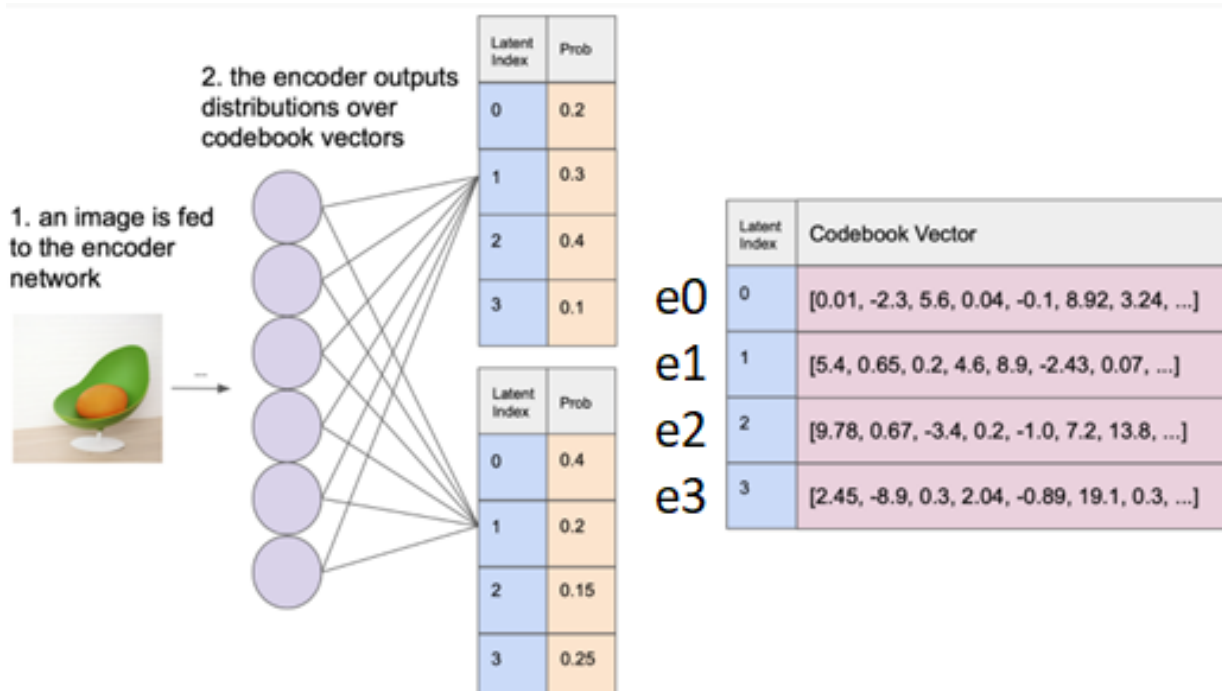 1. an image is fed
to the encoder
network
...
2. the encoder outputs
distributions over
codebook vectors
Latent Index Prob
0 0.2
1 0.3
2 0.4
3 0.1
Latent Index Prob
0 0.4
1 0.2
2 0.15
3 0.25
Latent Index Codebook Vector
e0 0 [0.01, -2.3, 5.6, 0.04, -0.1, 8.92, 3.24, ...]
e1 1 [5.4, 0.65, 0.2, 4.6, 8.9, -2.43, 0.07, ...]
e2 2 [9.78, 0.67, -3.4, 0.2, -1.0, 7.2, 13.8, ...]
e3 3 [2.45, -8.9, 0.3, 2.04, -0.89, 19.1, 0.3, ...]